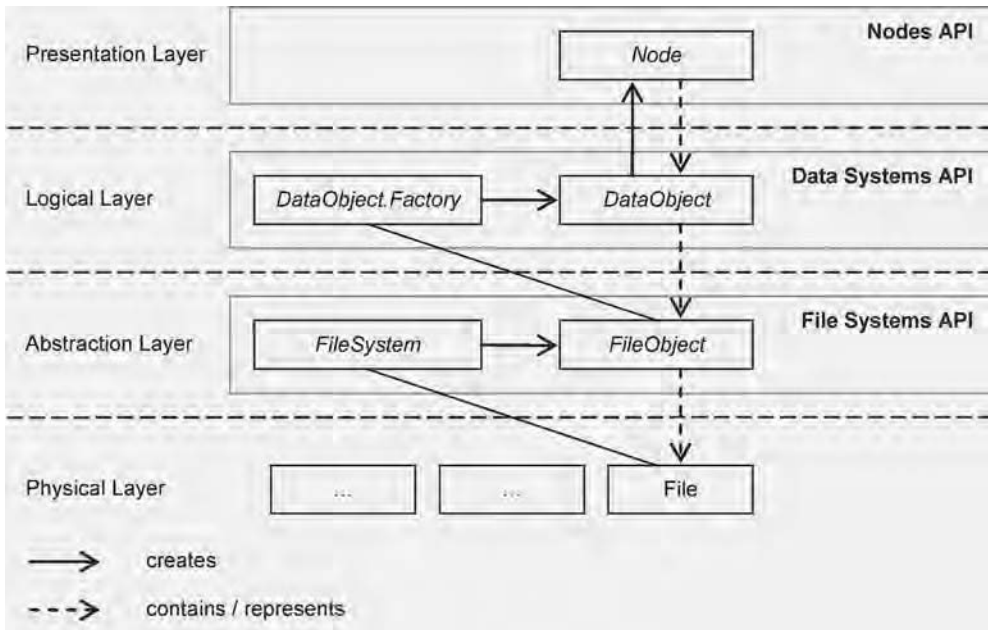 Nodes API
Presentation Layer
Node
Data Systems API
Logical Layer
DataObject.Factory
DataObject
File Systems API
Abstraction Layer
FileSystem
FileObject
Physical Layer
...
...
File
creates
contains / represents